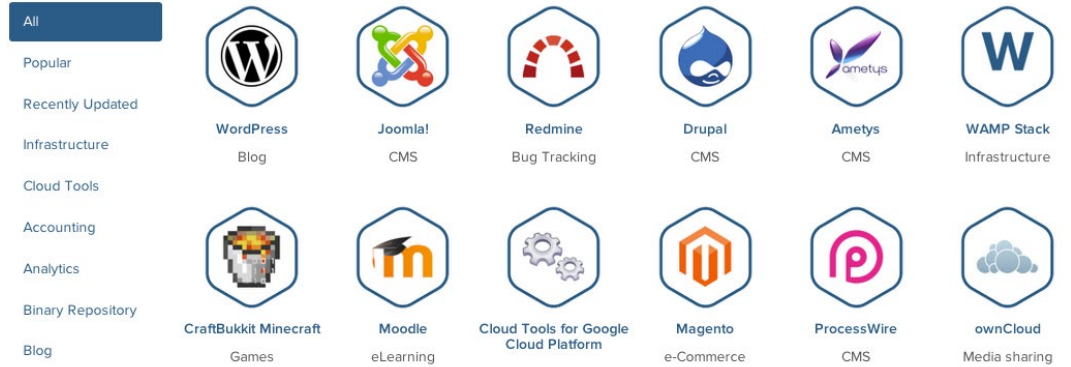 All
Popular
Recently Updated
Infrastructure
Cloud Tools
Accounting
Analytics
Binary Repository
Blog
W
ametys
W
WordPress
Joomla!
Redmine
Drupal
Ametys
WAMP Stack
Blog
CMS
Bug Tracking
CMS
CMS
Infrastructure
m
CraftBukkit Minecraft
Moodle
Cloud Tools for Google
Cloud Platform
Magento
ProcessWire
ownCloud
Games
eLearning
e-Commerce
CMS
Media sharing